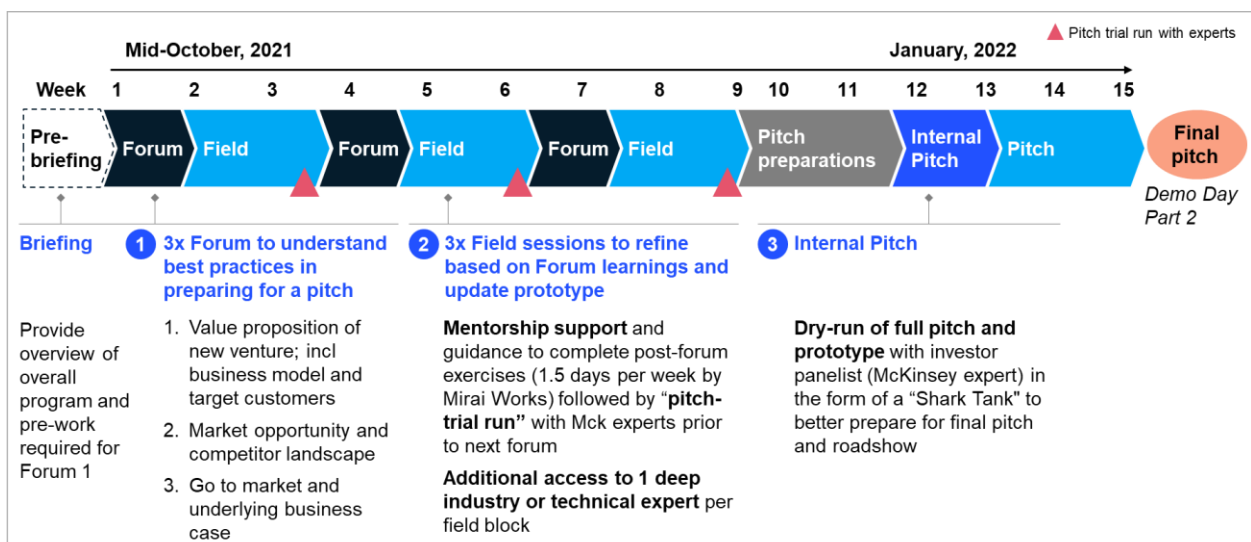 Pitch trial run with experts
Mid-October, 2021
January, 2022
Week 1 2 3 4 5 6 7 8 9 10 11 12 13 14 15
Pre-
briefing
Forum
Field
Forum
Field
Forum
Field
Pitch
preparations
Internal
Pitch
Pitch
Final
pitch
Demo Day
Part 2
Briefing
Provide
overview of
overall
program and
pre-work
required for
Forum 1
1 3x Forum to understand
best practices in
preparing for a pitch
1. Value proposition of
new venture; incl
business model and
target customers
2. Market opportunity and
competitor landscape
3. Go to market and
underlying business
case
2 3x Field sessions to refine
based on Forum learnings and
update prototype
Mentorship support and
guidance to complete post-forum
exercises (1.5 days per week by
Mirai Works) followed by “pitch-
trial run” with Mck experts prior
to next forum
Additional access to 1 deep
industry or technical expert per
field block
3 Internal Pitch
Dry-run of full pitch and
prototype with investor
panelist (McKinsey expert) in
the form of a “Shark Tank" to
better prepare for final pitch
and roadshow